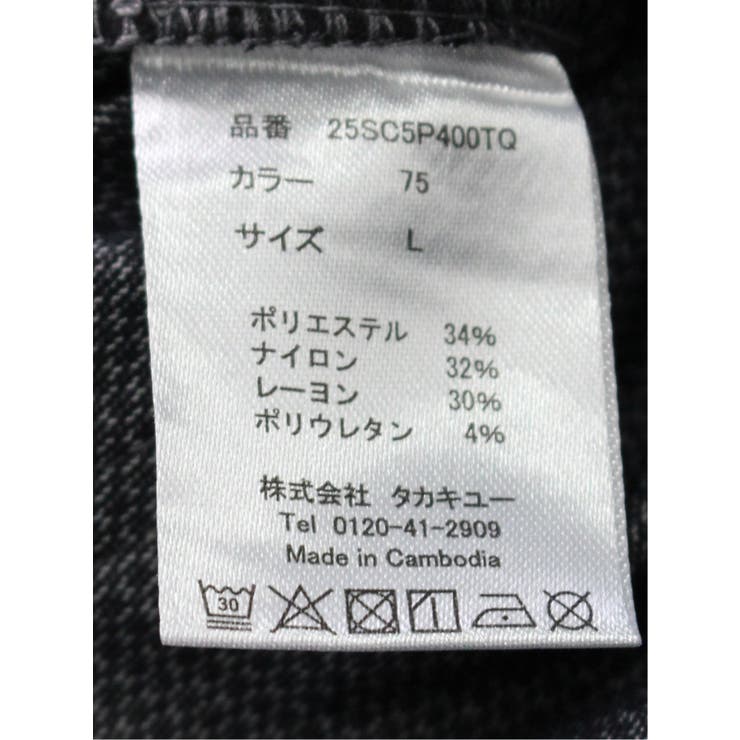 品番 25SC5P400TQ
カラー 75
サイズ L
ポリエステル 34%
ナイロン 32%
レーヨン 30%
ポリウレタン 4%
株式会社 タカキユー
Tel 0120-41-2909
Made in Cambodia
30